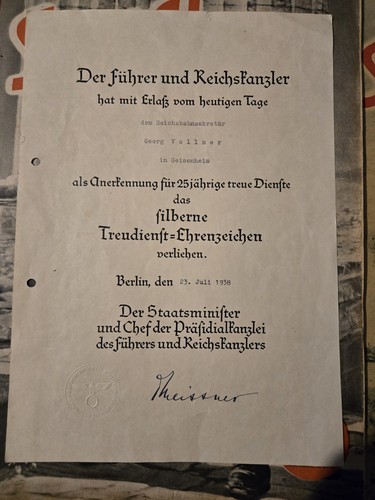 Der Führer und Reichskanzler
hat mit Erlaß vom heutigen Tage
dem Reichsbahnsekretär
Georg Vollmer
in Geisenheim
als Anerkennung für 25jährige treue Dienste
das
silberne
Treudienst=Ehrenzeichen
verliehen.
Berlin, den 23. Juli 1938
Der Staatsminister
und Chef der Präsidialkanzlei
des Führers und Reichskanzlers
Meissner